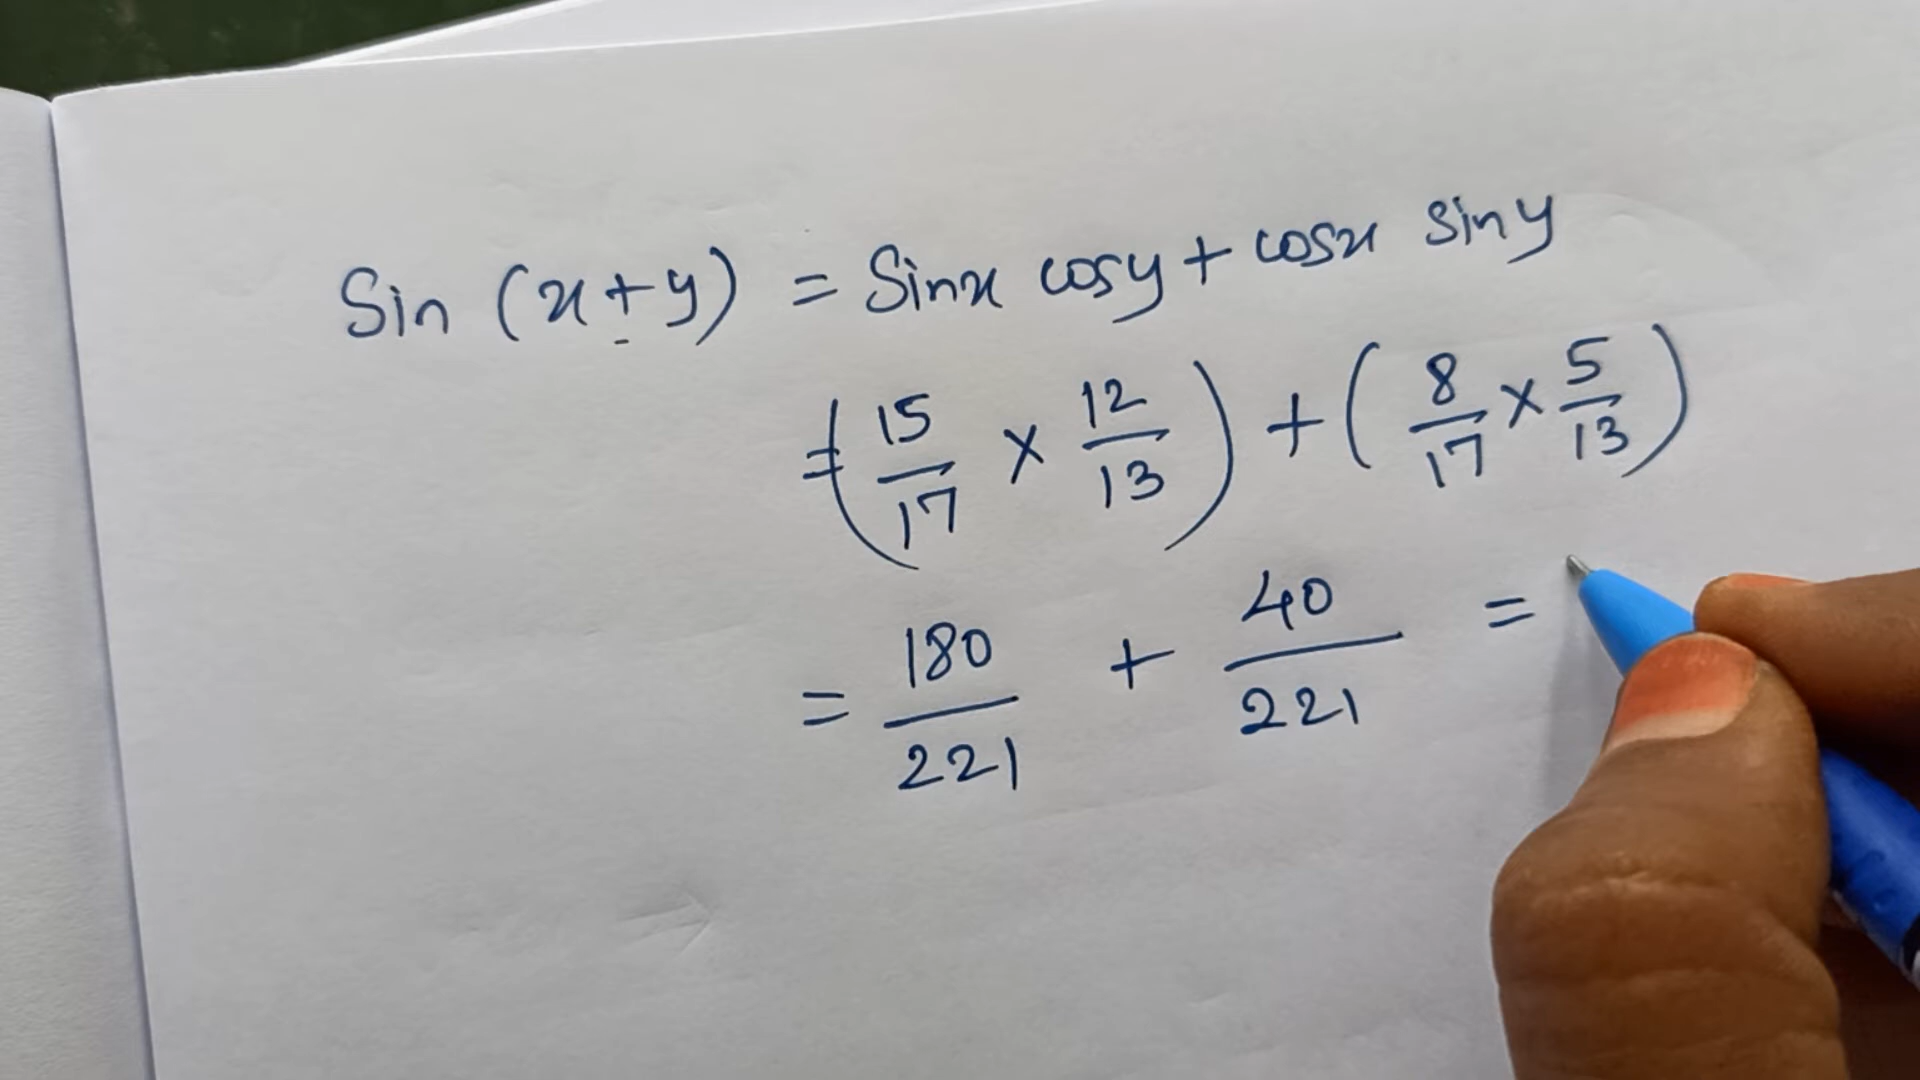 Sin (x+y) = Sinx cosy + cosx siny
= (15/17 × 12/13) + (8/17 × 5/13)
= 180/221 + 40/221 =